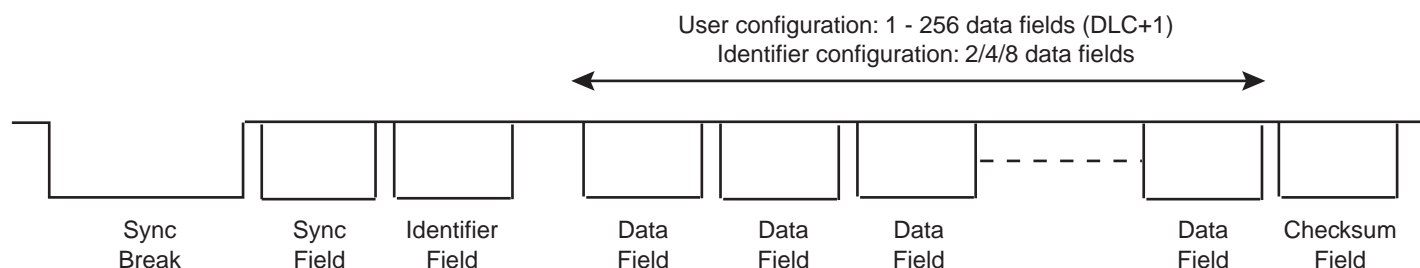 User configuration: 1 - 256 data fields (DLC+1)
Identifier configuration: 2/4/8 data fields
Sync
Break
Sync
Field
Identifier
Field
Data
Field
Data
Field
Data
Field
Data
Field
Checksum
Field